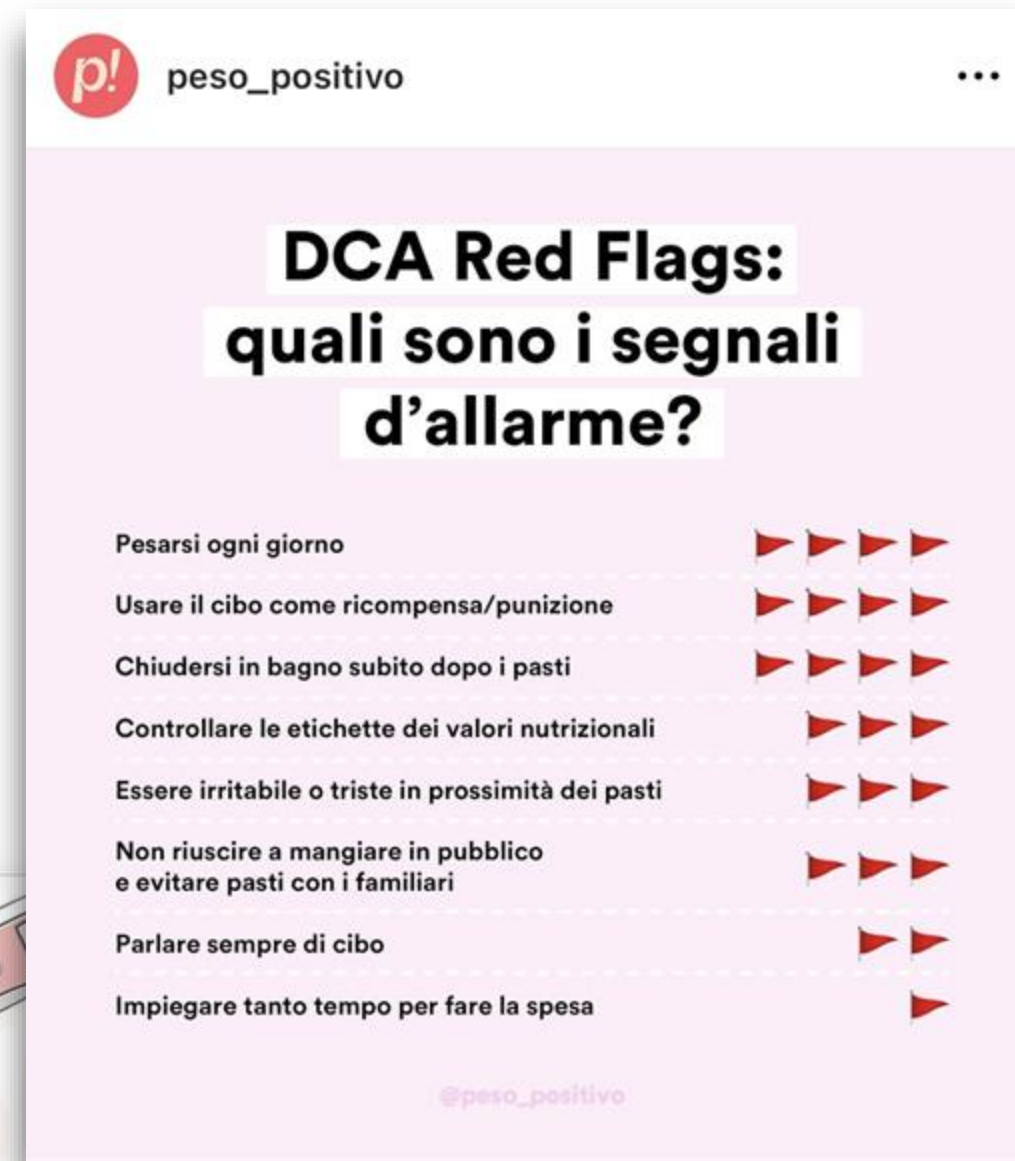 p!
peso_positivo
DCA Red Flags:
quali sono i segnali
d’allarme?
Pesarsi ogni giorno
Usare il cibo come ricompensa/punizione
Chiudersi in bagno subito dopo i pasti
Controllare le etichette dei valori nutrizionali
Essere irritabile o triste in prossimità dei pasti
Non riuscire a mangiare in pubblico
e evitare pasti con i familiari
Parlare sempre di cibo
Impiegare tanto tempo per fare la spesa
@peso_positivo